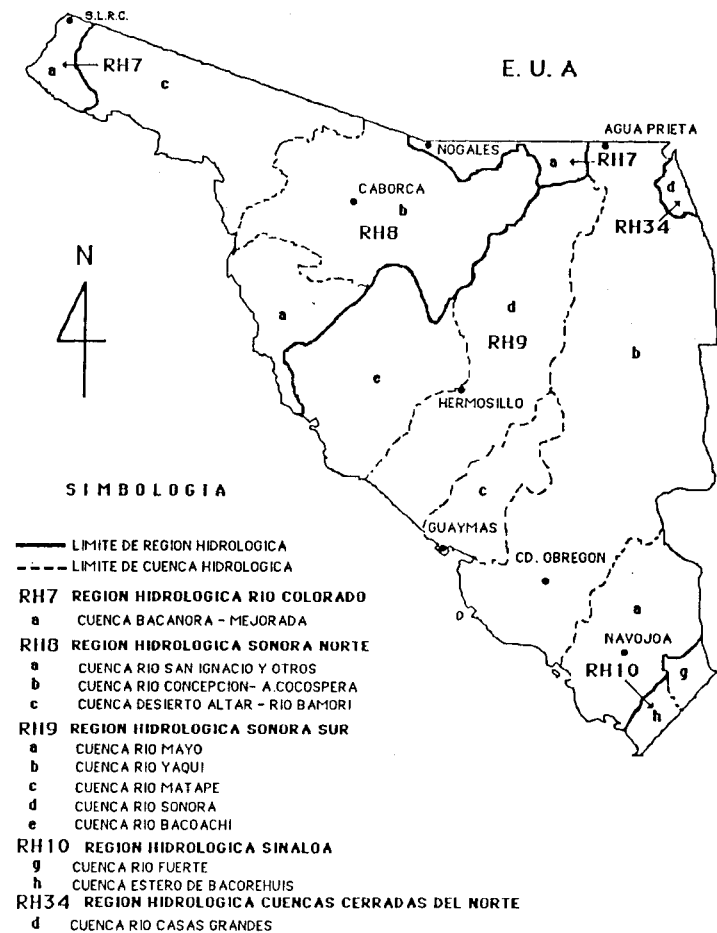 S.L.R.C.
a RH7
c
E. U. A
AGUA PRIETA
NOGALES
a RH7
d
CABORCA
b
RH8
RH34
N
a
d
RH9
b
e
HERMOSILLO
SIMBOLOGIA
c
GUAYMAS
LIMITE DE REGION HIDROLOGICA
CD. OBREGON
LIMITE DE CUENCA HIDROLOGICA
RH7 REGION HIDROLOGICA RIO COLORADO
a
a CUENCA BACANORA - MEJORADA
NAVOJOA
RH8 REGION HIDROLOGICA SONORA NORTE
a CUENCA RIO SAN IGNACIO Y OTROS
RH10
g
b CUENCA RIO CONCEPCION- A.COCOSPERA
c CUENCA DESIERTO ALTAR - RIO BAMORI
h
RH9 REGION HIDROLOGICA SONORA SUR
a CUENCA RIO MAYO
b CUENCA RIO YAQUI
c CUENCA RIO MATAPE
d CUENCA RIO SONORA
e CUENCA RIO BACOACHI
RH10 REGION HIDROLOGICA SINALOA
g CUENCA RIO FUERTE
h CUENCA ESTERO DE BACOREHUIS
RH34 REGION HIDROLOGICA CUENCAS CERRADAS DEL NORTE
d CUENCA RIO CASAS GRANDES